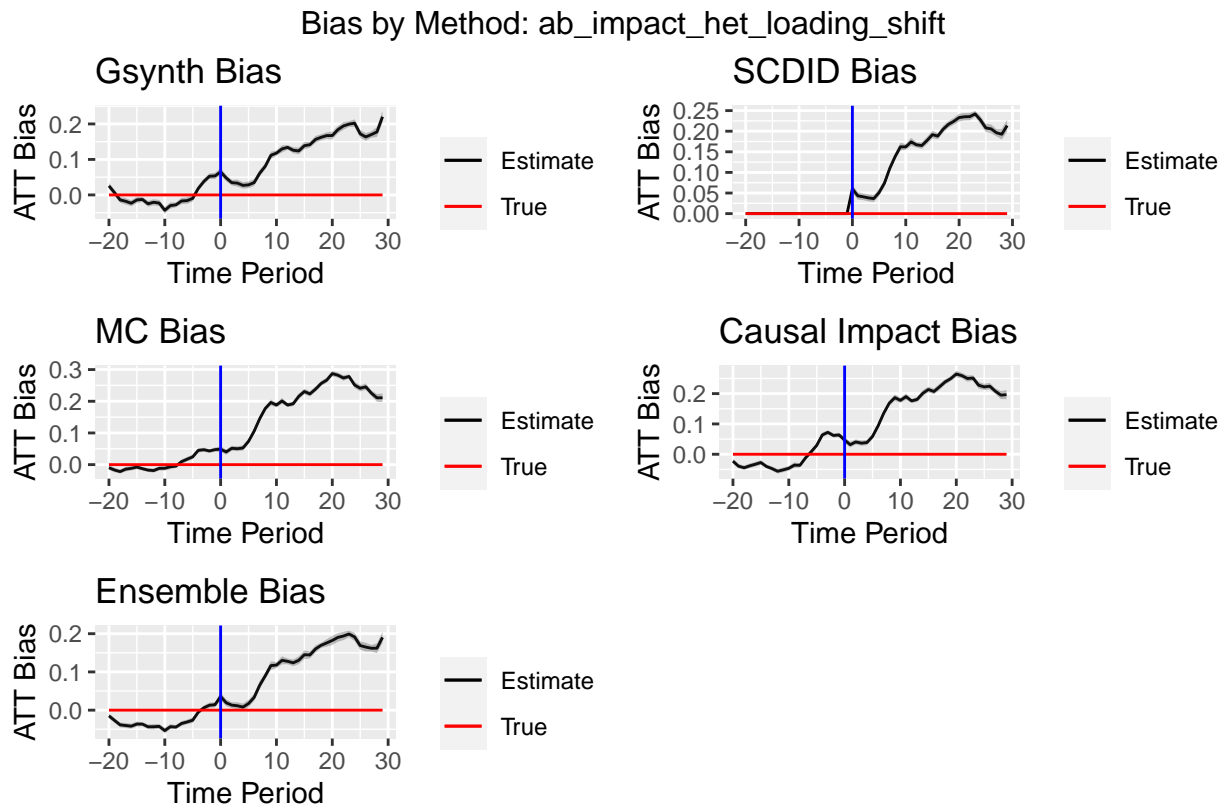 Bias by Method: ab_impact_het_loading_shift
Gsynth Bias
ATT Bias
0.2
0.1
0.0
−20 −10 0 10 20 30
Time Period
Estimate
True
SCDID Bias
ATT Bias
0.25
0.20
0.15
0.10
0.05
0.00
−20 −10 0 10 20 30
Time Period
Estimate
True
MC Bias
ATT Bias
0.3
0.2
0.1
0.0
−20 −10 0 10 20 30
Time Period
Estimate
True
Causal Impact Bias
ATT Bias
0.2
0.1
0.0
−20 −10 0 10 20 30
Time Period
Estimate
True
Ensemble Bias
ATT Bias
0.2
0.1
0.0
−20 −10 0 10 20 30
Time Period
Estimate
True